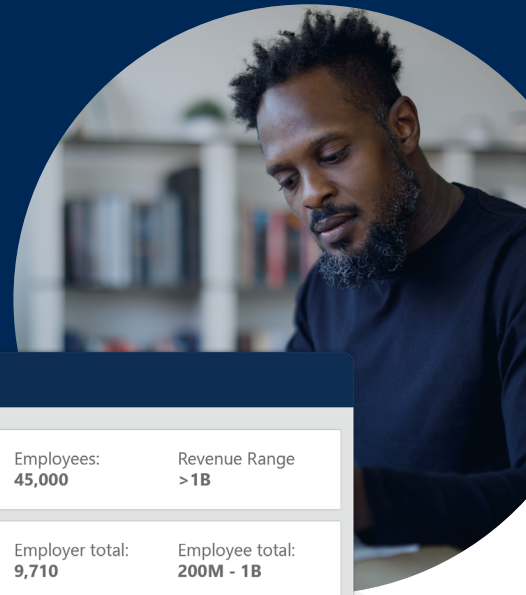 Employees: Revenue Range
45,000 >1B
Employer total: Employee total:
9,710 200M - 1B